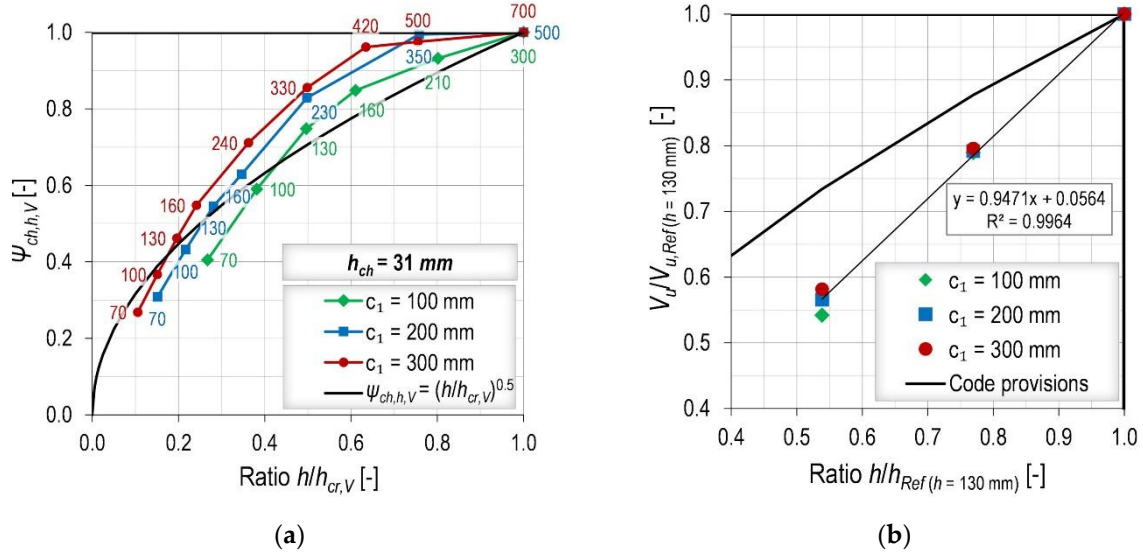 700
420
500
500
350
300
330
210
230
160
240
130
160
160
100
130
130
100
100
70
70
70
1.0
0.8
0.6
0.4
0.2
0.0
ψch,h,V [-]
hch = 31 mm
c1 = 100 mm
c1 = 200 mm
c1 = 300 mm
ψch,h,V = (h/hcr,V)^0.5
0.0 0.2 0.4 0.6 0.8 1.0
Ratio h/hcr,V [-]
(a)
1.0
0.9
0.8
0.7
0.6
0.5
0.4
Vu/Vu,Ref (h = 130 mm) [-]
y = 0.9471x + 0.0564
R² = 0.9964
c1 = 100 mm
c1 = 200 mm
c1 = 300 mm
Code provisions
0.4 0.5 0.6 0.7 0.8 0.9 1.0
Ratio h/hRef (h = 130 mm) [-]
(b)